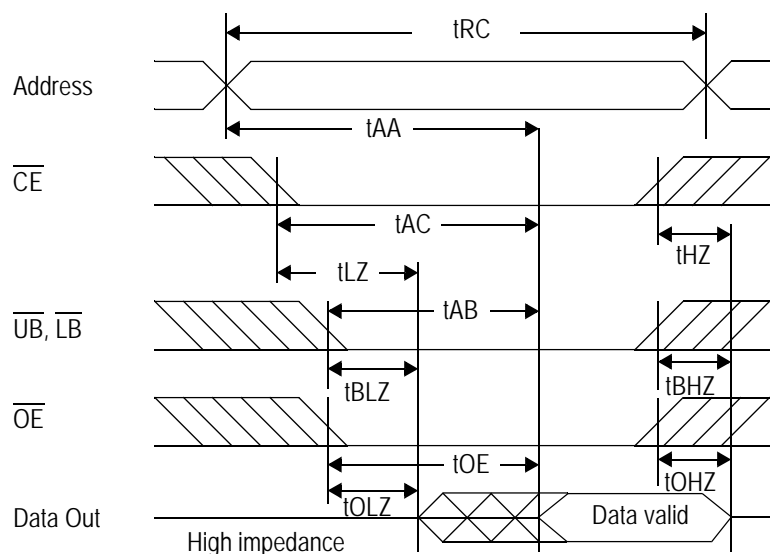 tRC
Address
tAA
CE
tAC
tHZ
tLZ
tAB
UB, LB
tBLZ
tBHZ
OE
tOE
tOLZ
tOHZ
Data Out
Data valid
High impedance